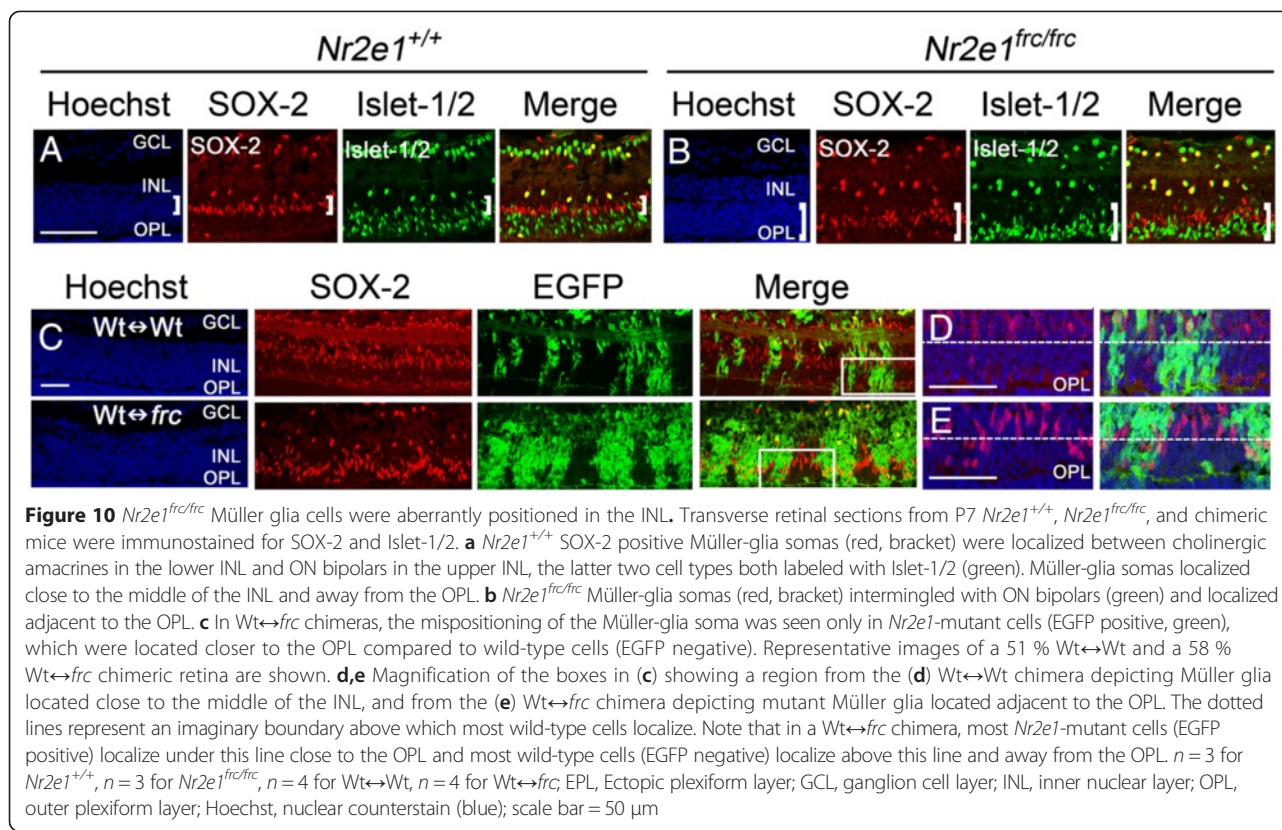 Nr2e1+/+ Nr2e1frc/frc
Hoechst SOX-2 Islet-1/2 Merge Hoechst SOX-2 Islet-1/2 Merge
A GCL SOX-2 Islet-1/2 B GCL SOX-2 Islet-1/2
INL INL
OPL OPL
Hoechst SOX-2 EGFP Merge
C Wt↔Wt GCL D
INL
OPL OPL
Wt↔frc GCL E
INL
OPL OPL
Figure 10 Nr2e1frc/frc Müller glia cells were aberrantly positioned in the INL. Transverse retinal sections from P7 Nr2e1+/+, Nr2e1frc/frc, and chimeric
mice were immunostained for SOX-2 and Islet-1/2. a Nr2e1+/+ SOX-2 positive Müller-glia somas (red, bracket) were localized between cholinergic
amacrines in the lower INL and ON bipolars in the upper INL, the latter two cell types both labeled with Islet-1/2 (green). Müller-glia somas localized
close to the middle of the INL and away from the OPL. b Nr2e1frc/frc Müller-glia somas (red, bracket) intermingled with ON bipolars (green) and localized
adjacent to the OPL. c In Wt↔frc chimeras, the mispositioning of the Müller-glia soma was seen only in Nr2e1-mutant cells (EGFP positive, green),
which were located closer to the OPL compared to wild-type cells (EGFP negative). Representative images of a 51 % Wt↔Wt and a 58 %
Wt↔frc chimeric retina are shown. d,e Magnification of the boxes in (c) showing a region from the (d) Wt↔Wt chimera depicting Müller glia
located close to the middle of the INL, and from the (e) Wt↔frc chimera depicting mutant Müller glia located adjacent to the OPL. The dotted
lines represent an imaginary boundary above which most wild-type cells localize. Note that in a Wt↔frc chimera, most Nr2e1-mutant cells (EGFP
positive) localize under this line close to the OPL and most wild-type cells (EGFP negative) localize above this line and away from the OPL. n = 3 for
Nr2e1+/+, n = 3 for Nr2e1frc/frc, n = 4 for Wt↔Wt, n = 4 for Wt↔frc; EPL, Ectopic plexiform layer; GCL, ganglion cell layer; INL, inner nuclear layer; OPL,
outer plexiform layer; Hoechst, nuclear counterstain (blue); scale bar = 50 μm